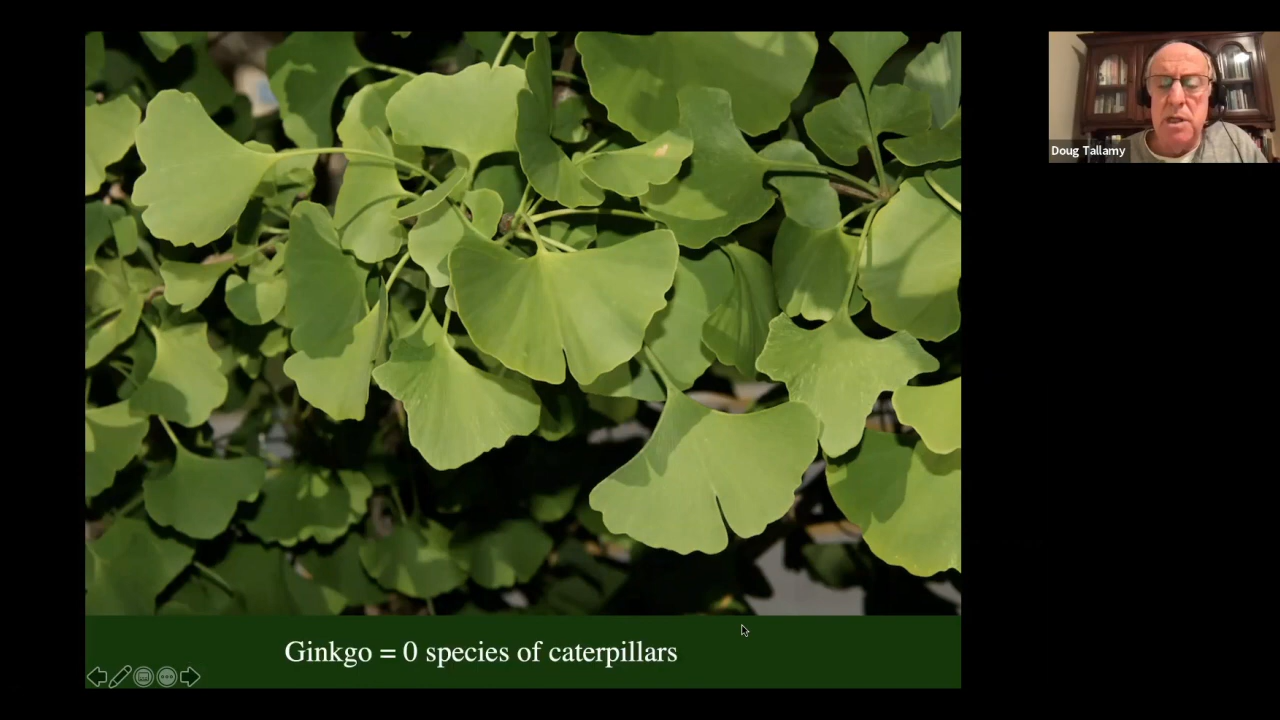 Doug Tallamy
Ginkgo = 0 species of caterpillars